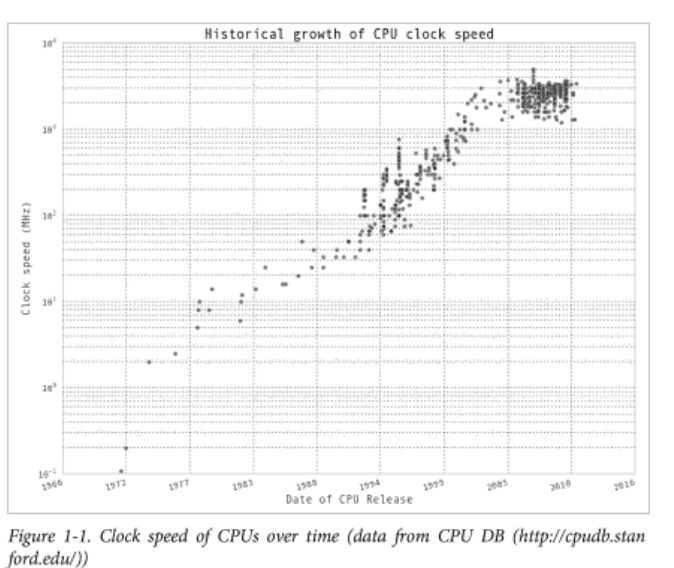 Historical growth of CPU clock speed
10⁴
10³
10²
10¹
10⁰
10⁻¹
Clock speed (MHz)
1966 1972 1977 1983 1988 1994 1999 2005 2010 2016
Date of CPU Release
Figure 1-1. Clock speed of CPUs over time (data from CPU DB (http://cpudb.stan
ford.edu/))